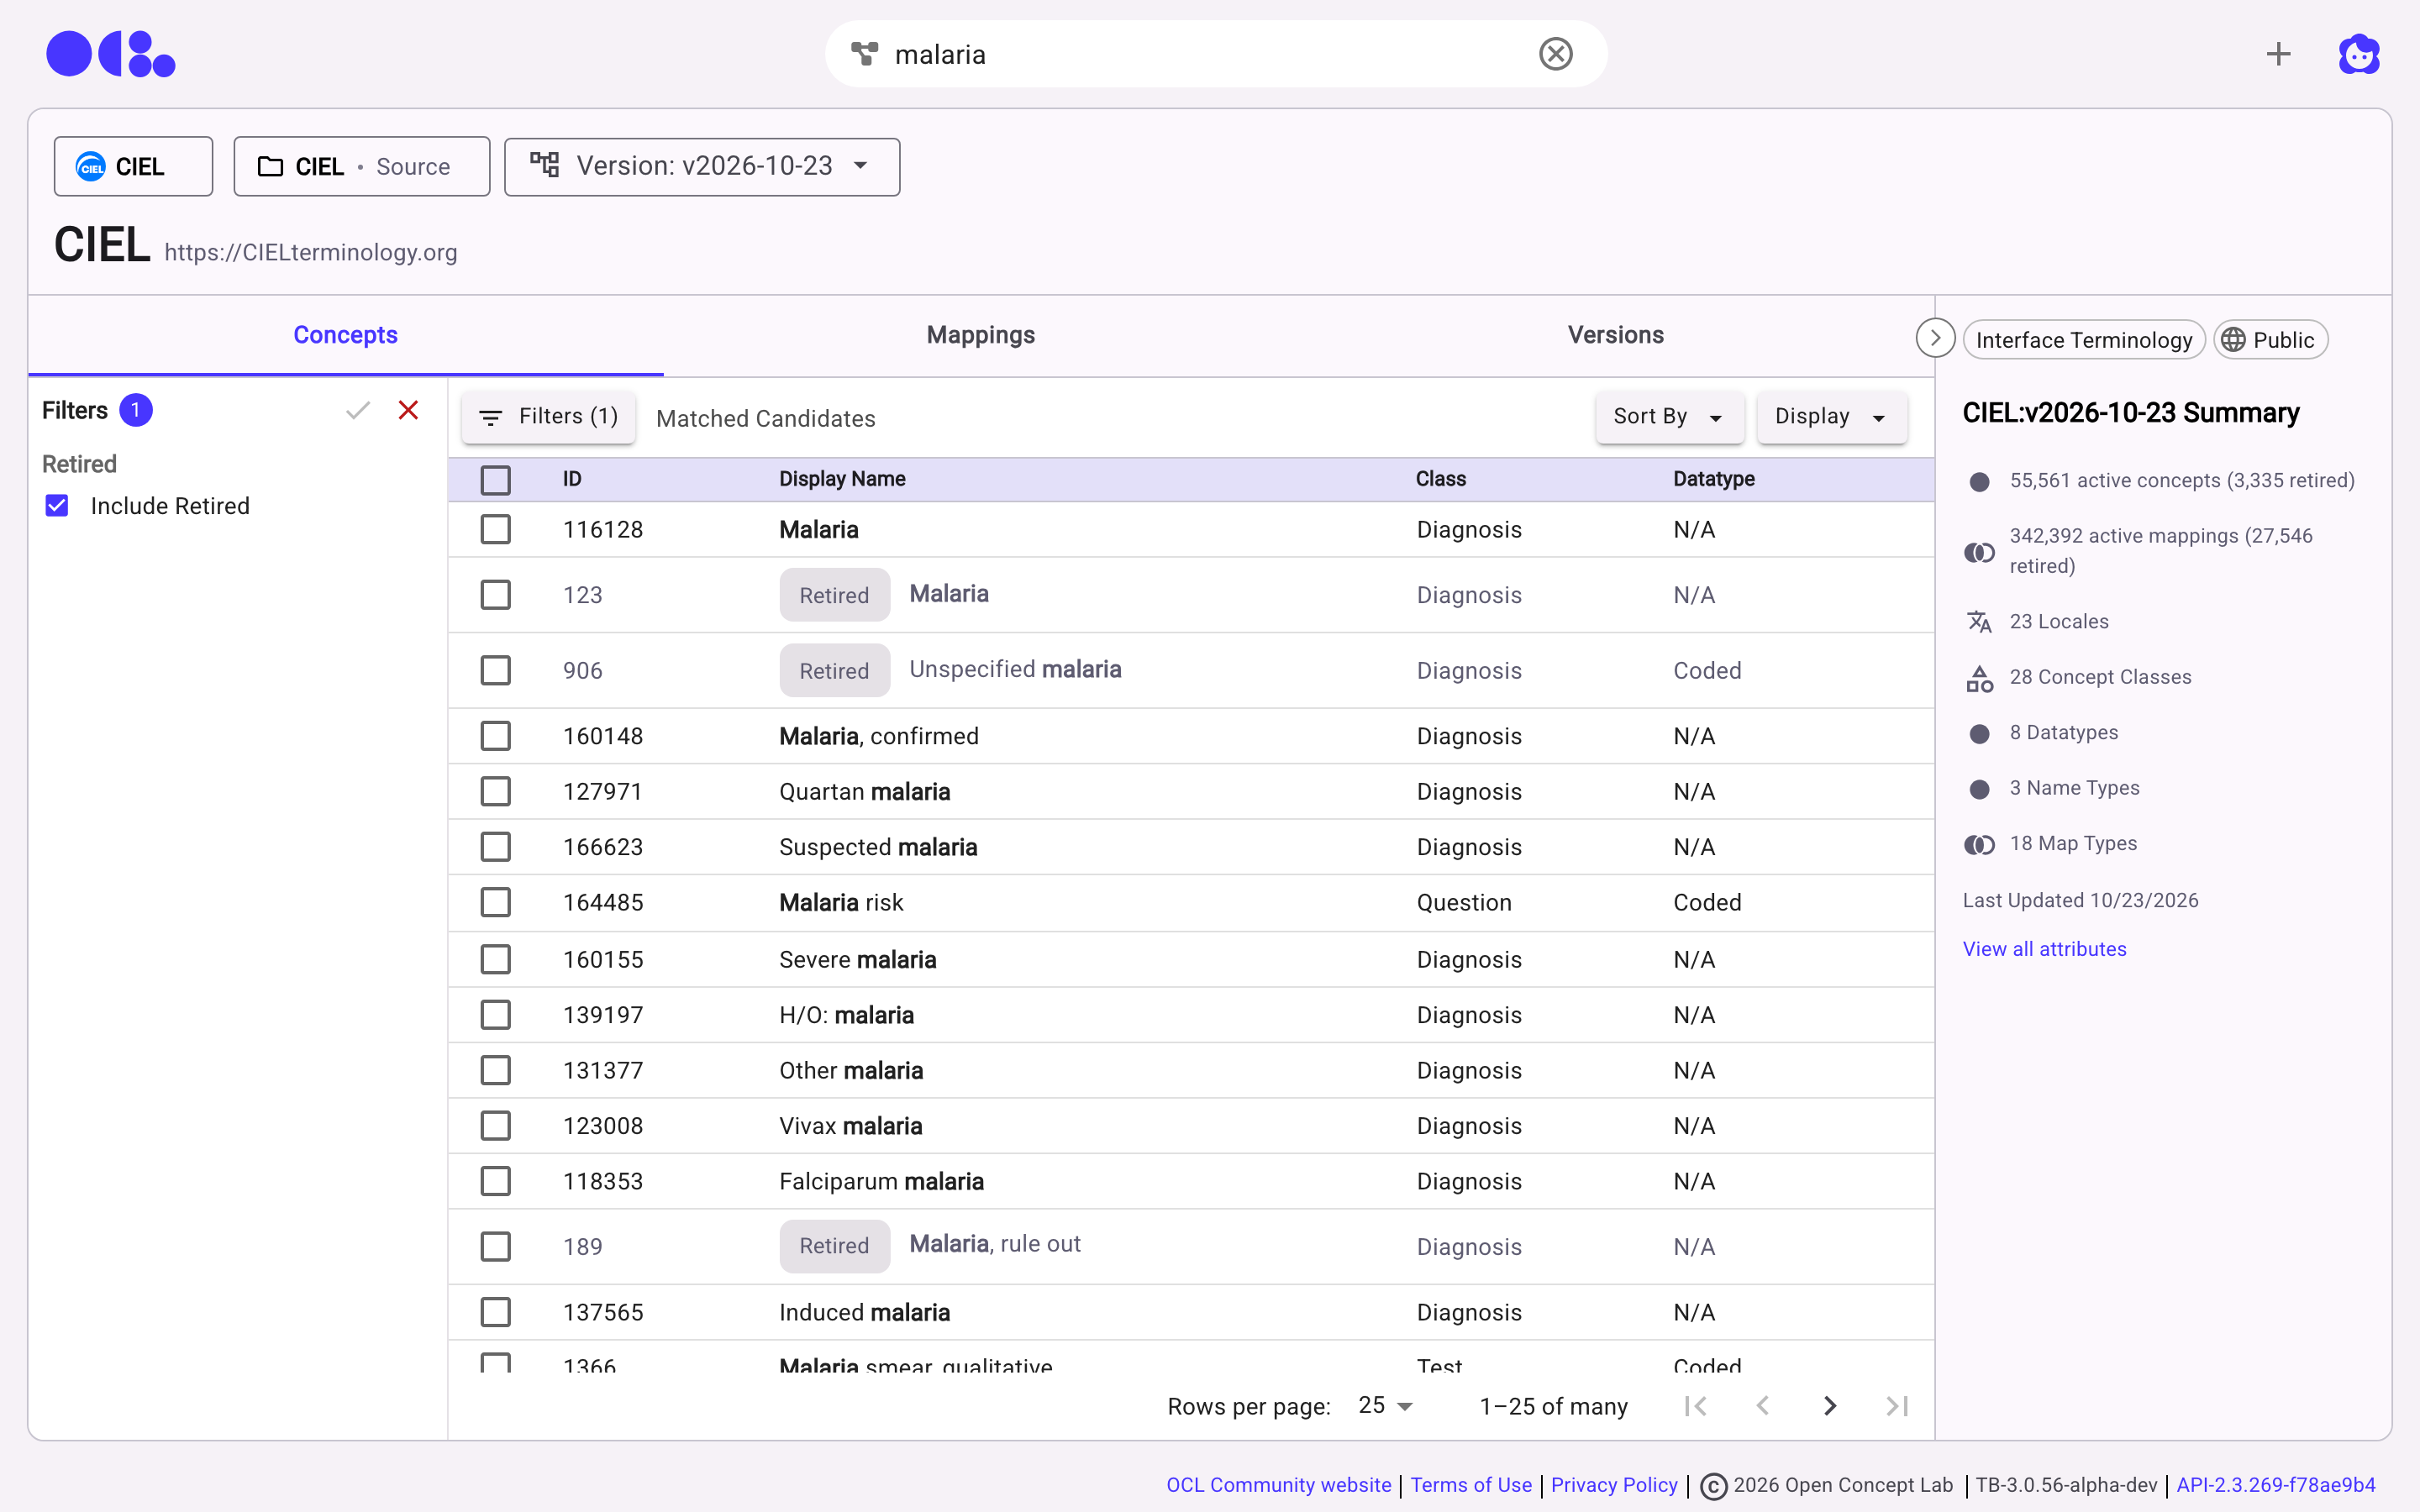 malaria
CIEL
CIEL • Source
Version: v2026-10-23
CIEL https://CIELterminology.org
Concepts
Mappings
Versions
Filters 1
Retired
Include Retired
Filters (1)
Matched Candidates
Sort By
Display
ID Display Name Class Datatype
116128 Malaria Diagnosis N/A
123 Retired Malaria Diagnosis N/A
906 Retired Unspecified malaria Diagnosis Coded
160148 Malaria, confirmed Diagnosis N/A
127971 Quartan malaria Diagnosis N/A
166623 Suspected malaria Diagnosis N/A
164485 Malaria risk Question Coded
160155 Severe malaria Diagnosis N/A
139197 H/O: malaria Diagnosis N/A
131377 Other malaria Diagnosis N/A
123008 Vivax malaria Diagnosis N/A
118353 Falciparum malaria Diagnosis N/A
189 Retired Malaria, rule out Diagnosis N/A
137565 Induced malaria Diagnosis N/A
1366 Malaria smear, qualitative Test Coded
Rows per page: 25 1–25 of many
Interface Terminology
Public
CIEL:v2026-10-23 Summary
55,561 active concepts (3,335 retired)
342,392 active mappings (27,546
retired)
23 Locales
28 Concept Classes
8 Datatypes
3 Name Types
18 Map Types
Last Updated 10/23/2026
View all attributes
OCL Community website | Terms of Use | Privacy Policy | © 2026 Open Concept Lab | TB-3.0.56-alpha-dev | API-2.3.269-f78ae9b4